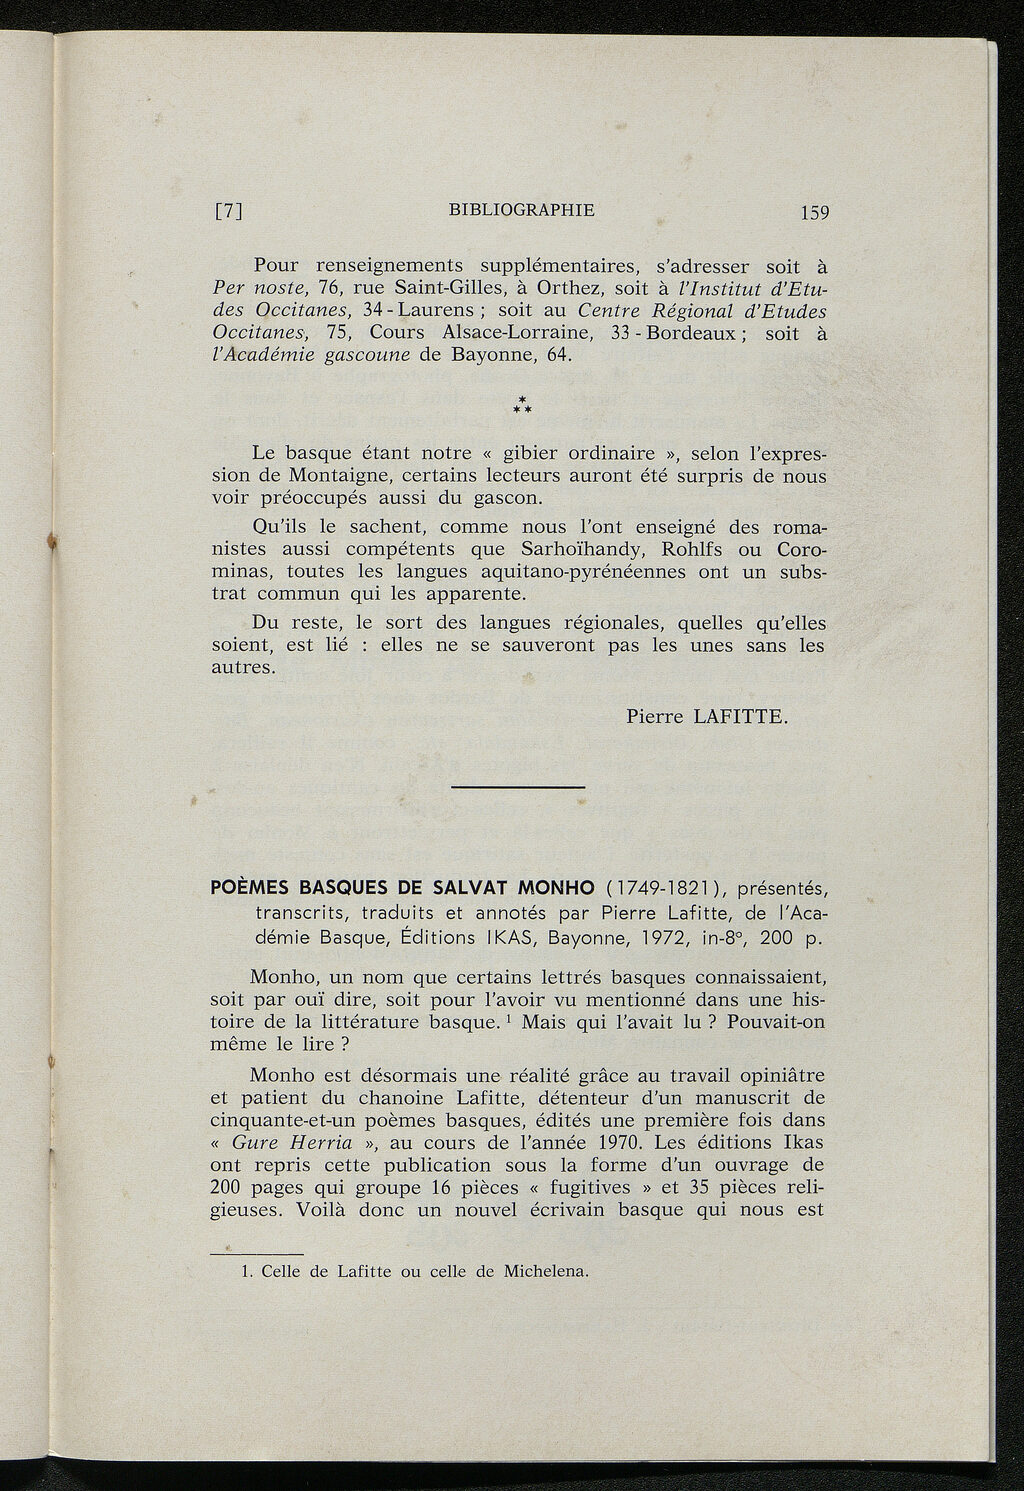 [7] BIBLIOGRAPHIE 159
Pour renseignements supplémentaires, s'adresser soit à
Per noste, 76, rue Saint-Gilles, à Orthez, soit à l'Institut d'Etu-
des Occitanes, 34 - Laurens ; soit au Centre Régional d'Etudes
Occitanes, 75, Cours Alsace-Lorraine, 33 - Bordeaux ; soit à
l'Académie gascoune de Bayonne, 64.
*
**
Le basque étant notre « gibier ordinaire », selon l'expres-
sion de Montaigne, certains lecteurs auront été surpris de nous
voir préoccupés aussi du gascon.
Qu'ils le sachent, comme nous l'ont enseigné des roma-
nistes aussi compétents que Sarhoïhandy, Rohlfs ou Coro-
minas, toutes les langues aquitano-pyrénéennes ont un subs-
trat commun qui les apparente.
Du reste, le sort des langues régionales, quelles qu'elles
soient, est lié : elles ne se sauveront pas les unes sans les
autres.
Pierre LAFITTE.
POÈMES BASQUES DE SALVAT MONHO (1749-1821), présentés,
transcrits, traduits et annotés par Pierre Lafitte, de l'Aca-
démie Basque, Éditions IKAS, Bayonne, 1972, in-8°, 200 p.
Monho, un nom que certains lettrés basques connaissaient,
soit par ouï dire, soit pour l'avoir vu mentionné dans une his-
toire de la littérature basque. 1 Mais qui l'avait lu ? Pouvait-on
même le lire ?
Monho est désormais une réalité grâce au travail opiniâtre
et patient du chanoine Lafitte, détenteur d'un manuscrit de
cinquante-et-un poèmes basques, édités une première fois dans
« Gure Herria », au cours de l'année 1970. Les éditions Ikas
ont repris cette publication sous la forme d'un ouvrage de
200 pages qui groupe 16 pièces « fugitives » et 35 pièces reli-
gieuses. Voilà donc un nouvel écrivain basque qui nous est
1. Celle de Lafitte ou celle de Michelena.